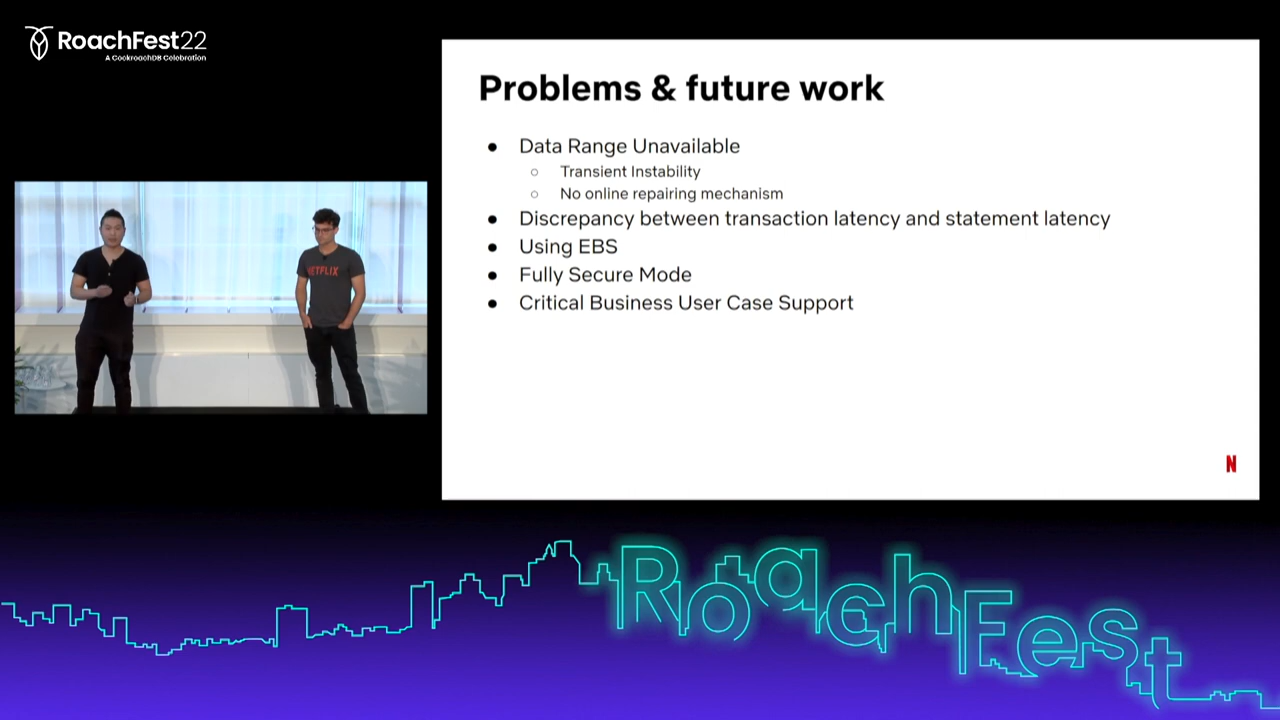 RoachFest22
A CockroachDB Celebration
Problems & future work
● Data Range Unavailable
○ Transient Instability
○ No online repairing mechanism
● Discrepancy between transaction latency and statement latency
● Using EBS
● Fully Secure Mode
● Critical Business User Case Support
NETFLIX
N
RoachFest